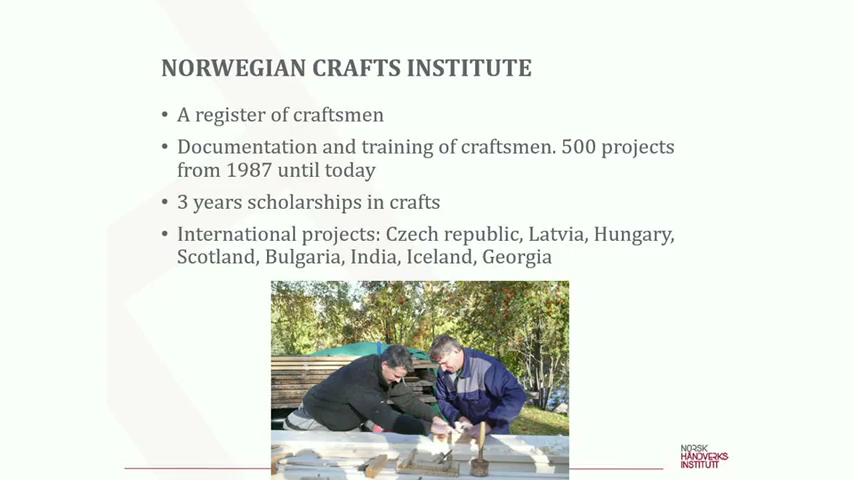 NORWEGIAN CRAFTS INSTITUTE
• A register of craftsmen
• Documentation and training of craftsmen. 500 projects
from 1987 until today
• 3 years scholarships in crafts
• International projects: Czech republic, Latvia, Hungary,
Scotland, Bulgaria, India, Iceland, Georgia
NORSK
HÅNDVERKS
INSTITUTT